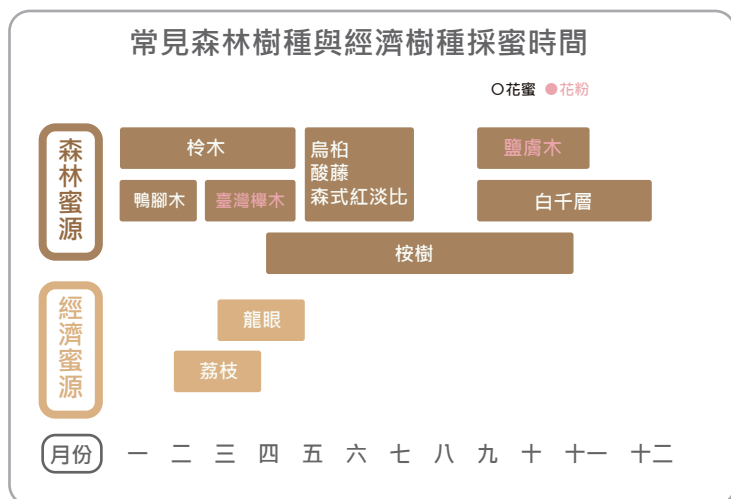 常見森林樹種與經濟樹種採蜜時間
花蜜 花粉
森林蜜源
柃木
烏桕
酸藤
森式紅淡比
鹽膚木
鴨腳木
臺灣櫸木
白千層
桉樹
經濟蜜源
龍眼
荔枝
月份 一 二 三 四 五 六 七 八 九 十 十一 十二